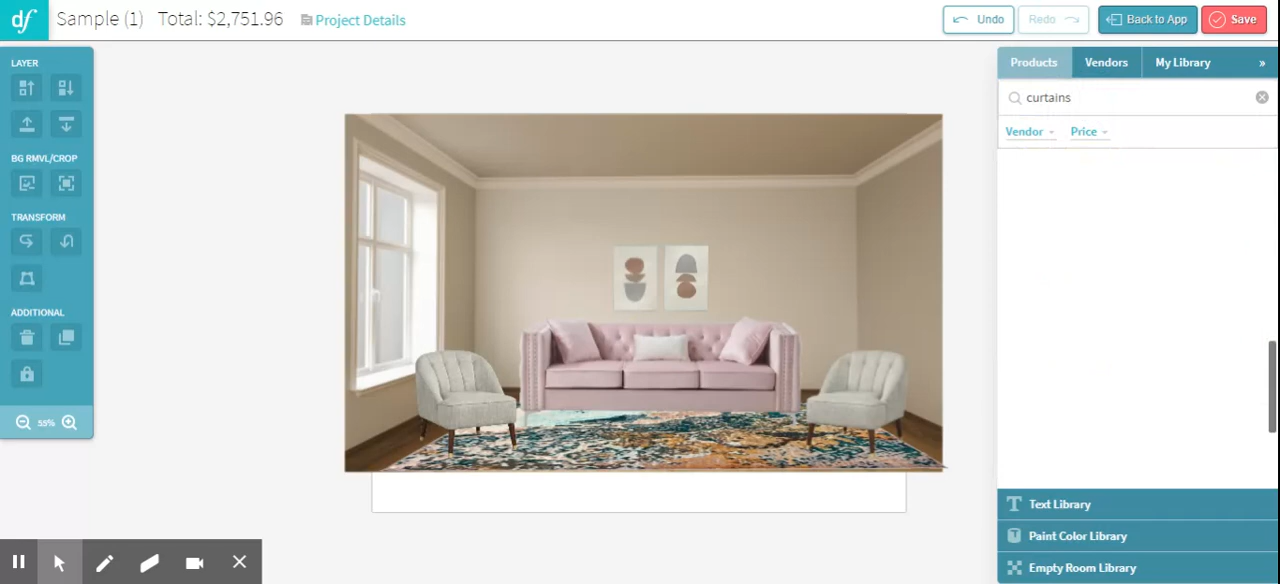 df Sample (1) Total: $2,751.96 Project Details Undo Redo Back to App Save
LAYER
BG RMVL/CROP
TRANSFORM
ADDITIONAL
55%
Products Vendors My Library »
curtains
Vendor Price
Text Library
Paint Color Library
Empty Room Library